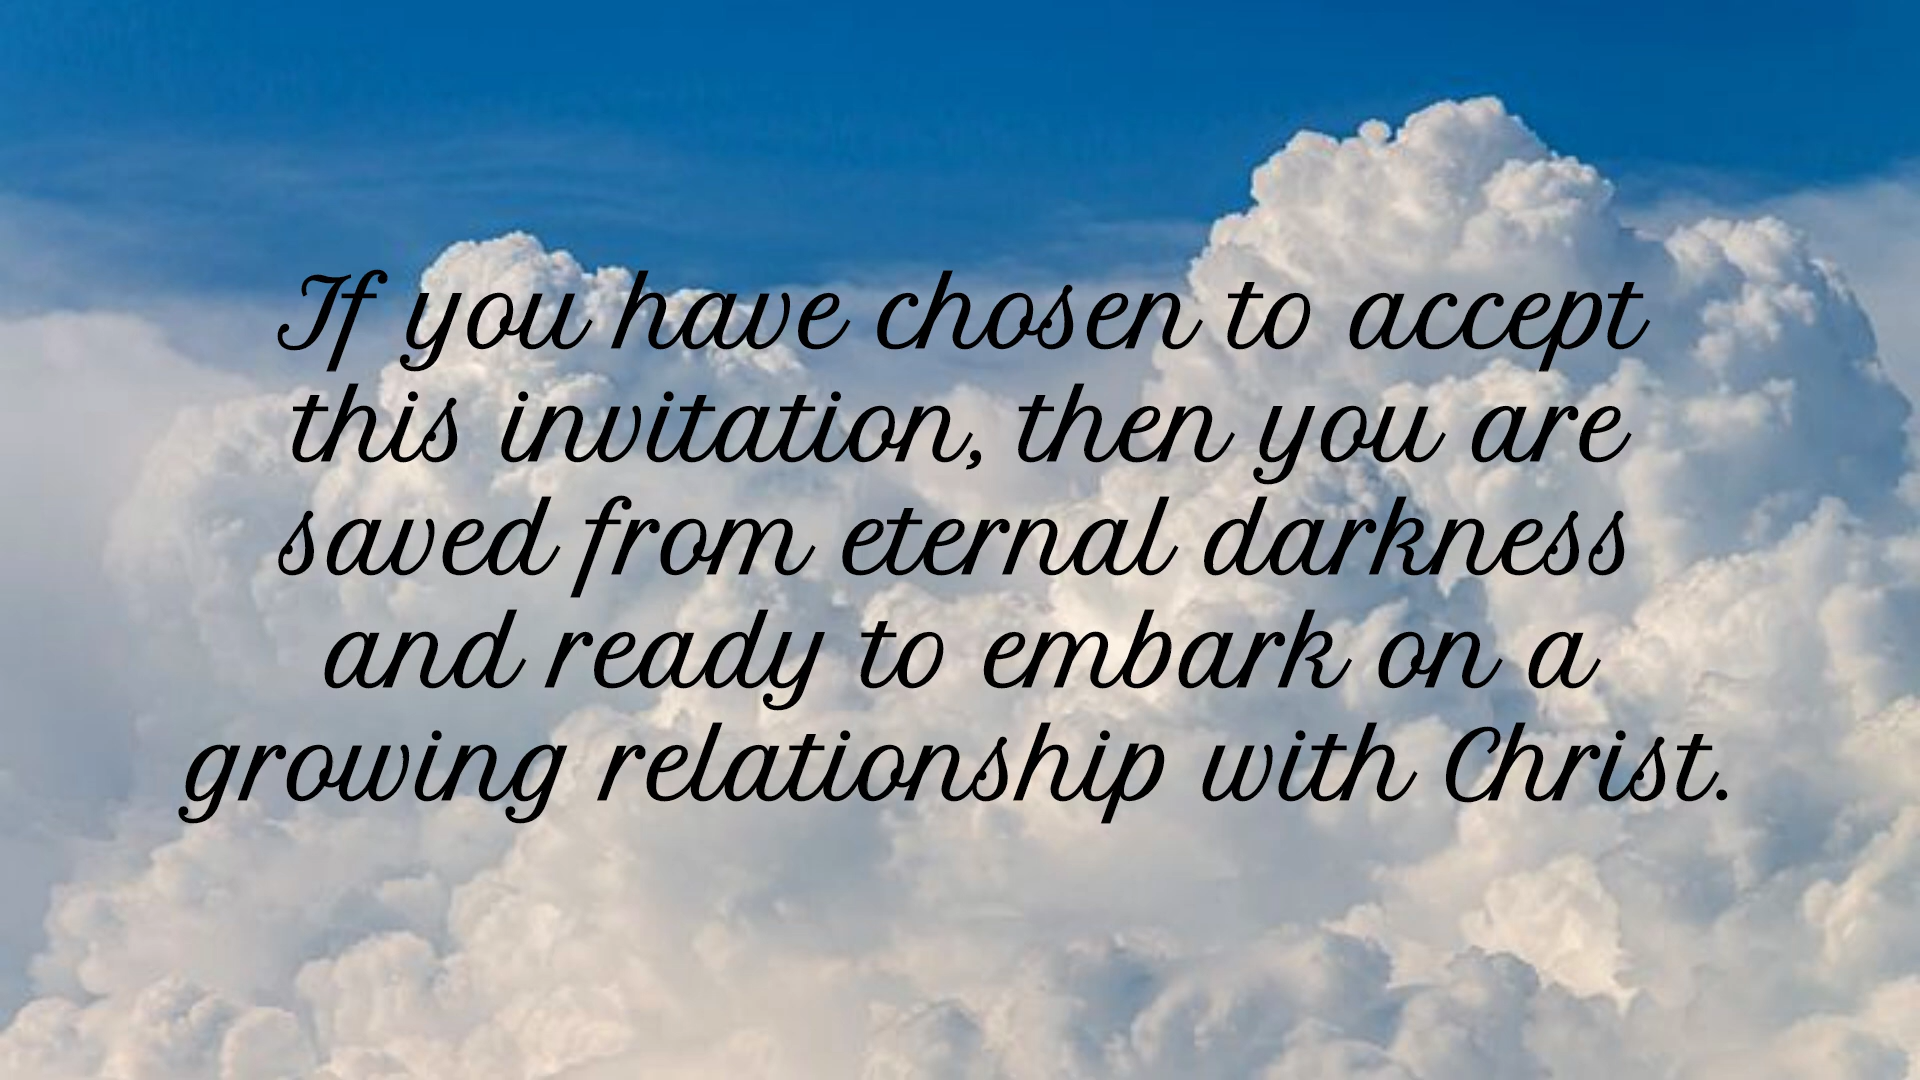 If you have chosen to accept
this invitation, then you are
saved from eternal darkness
and ready to embark on a
growing relationship with Christ.